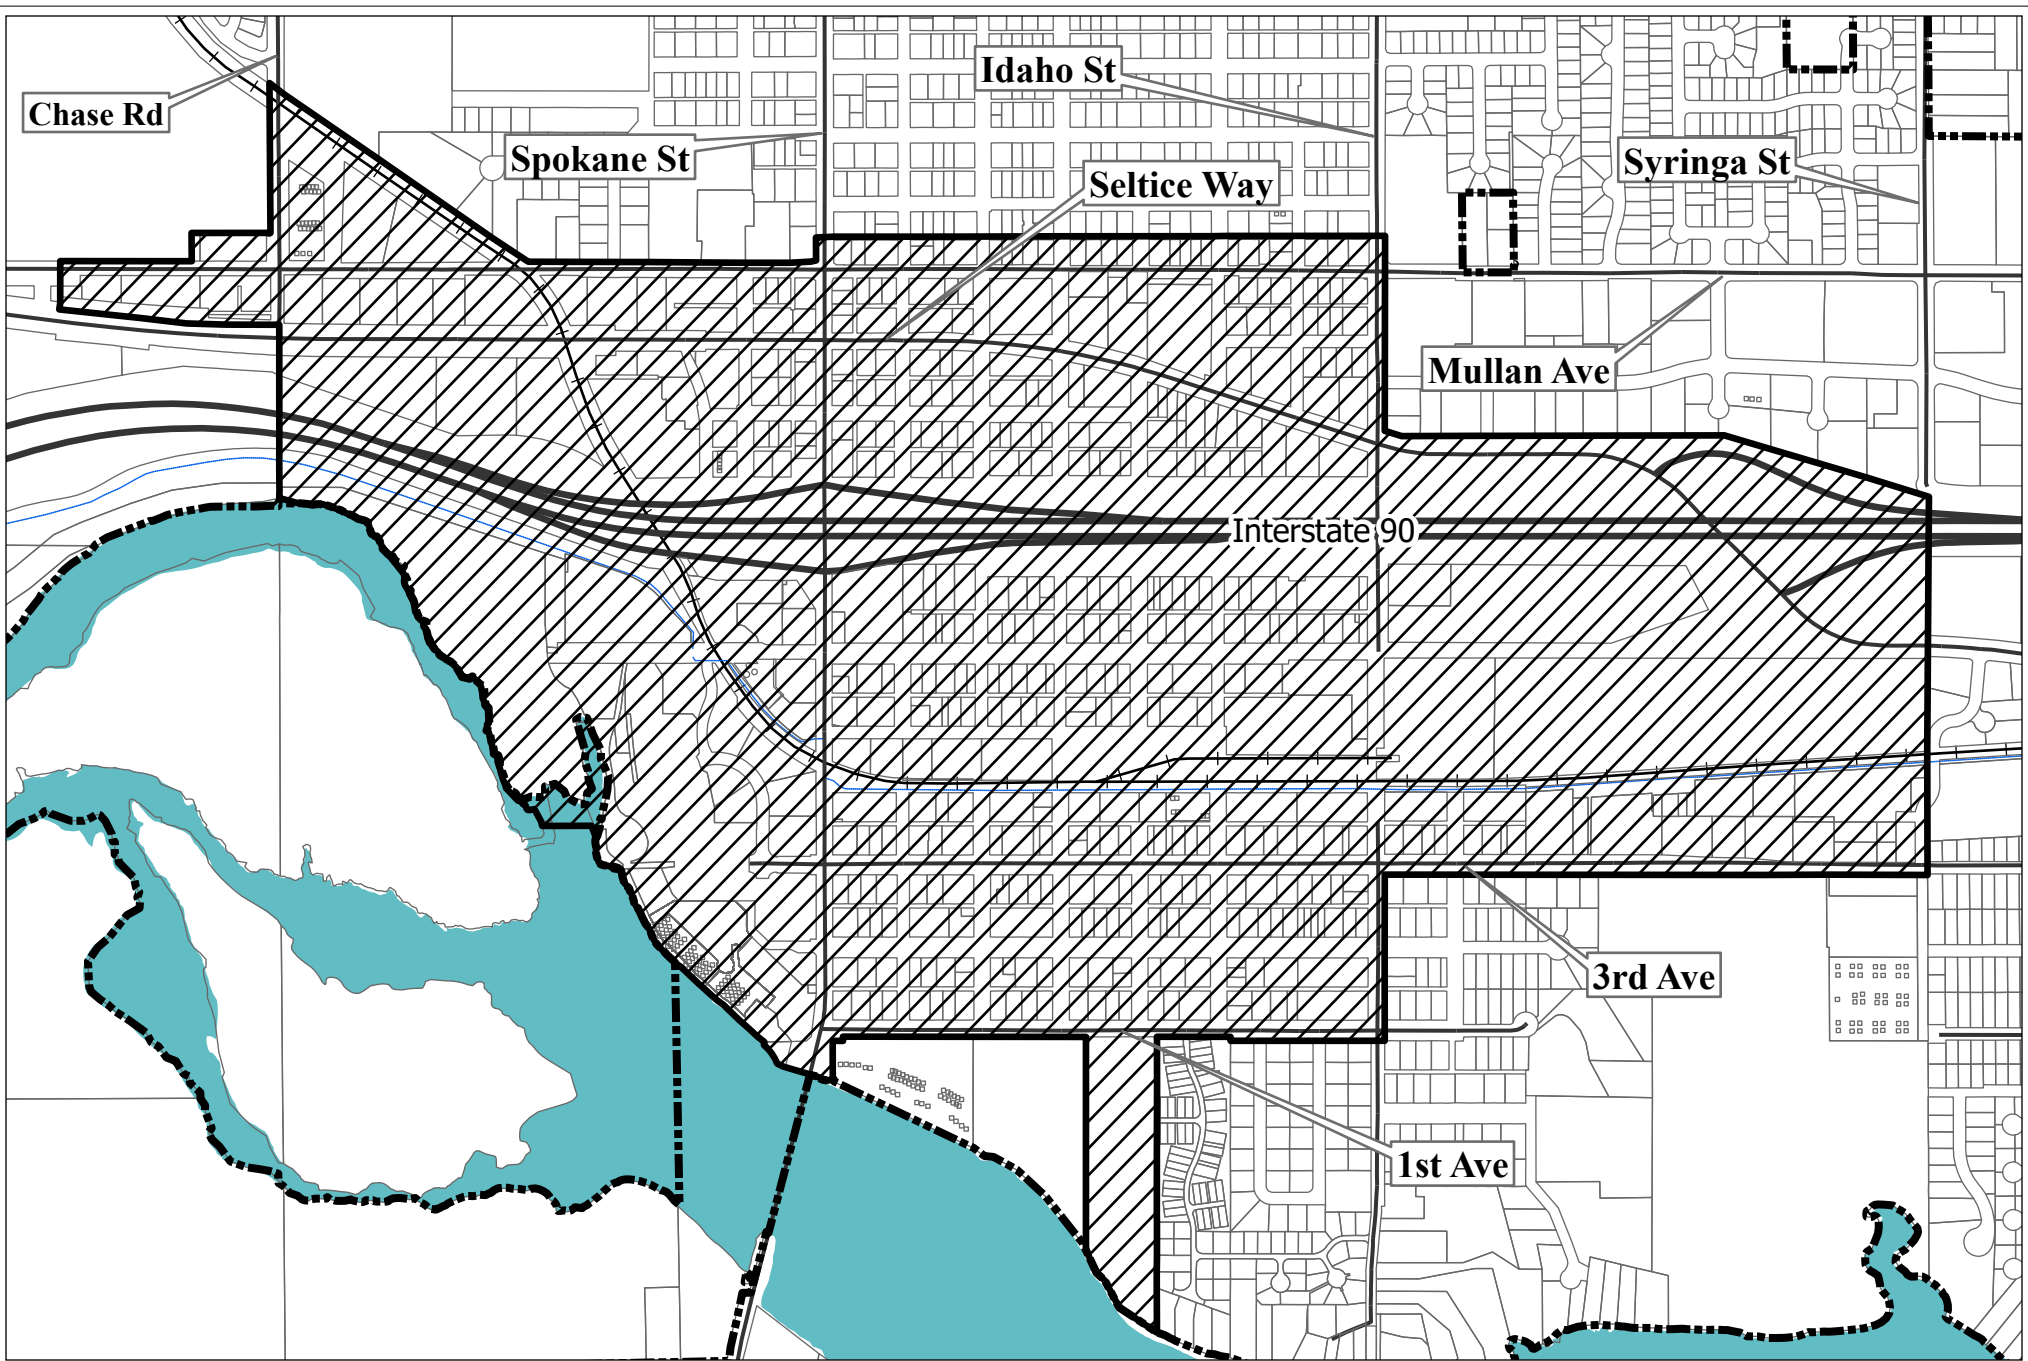 Idaho St
Chase Rd
Spokane St
Syringa St
Seltice Way
Mullan Ave
Interstate 90
3rd Ave
1st Ave